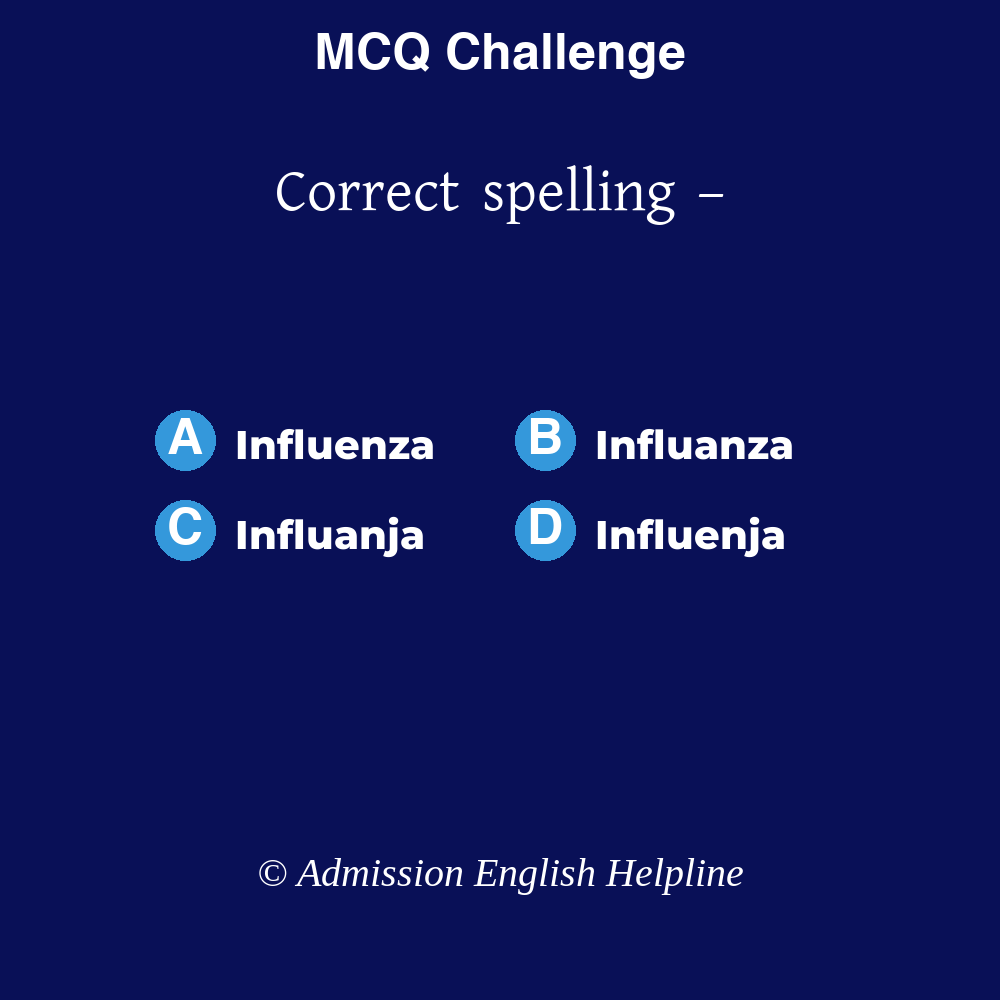 MCQ Challenge
Correct spelling –
A Influenza B Influanza
C Influanja D Influenja
© Admission English Helpline